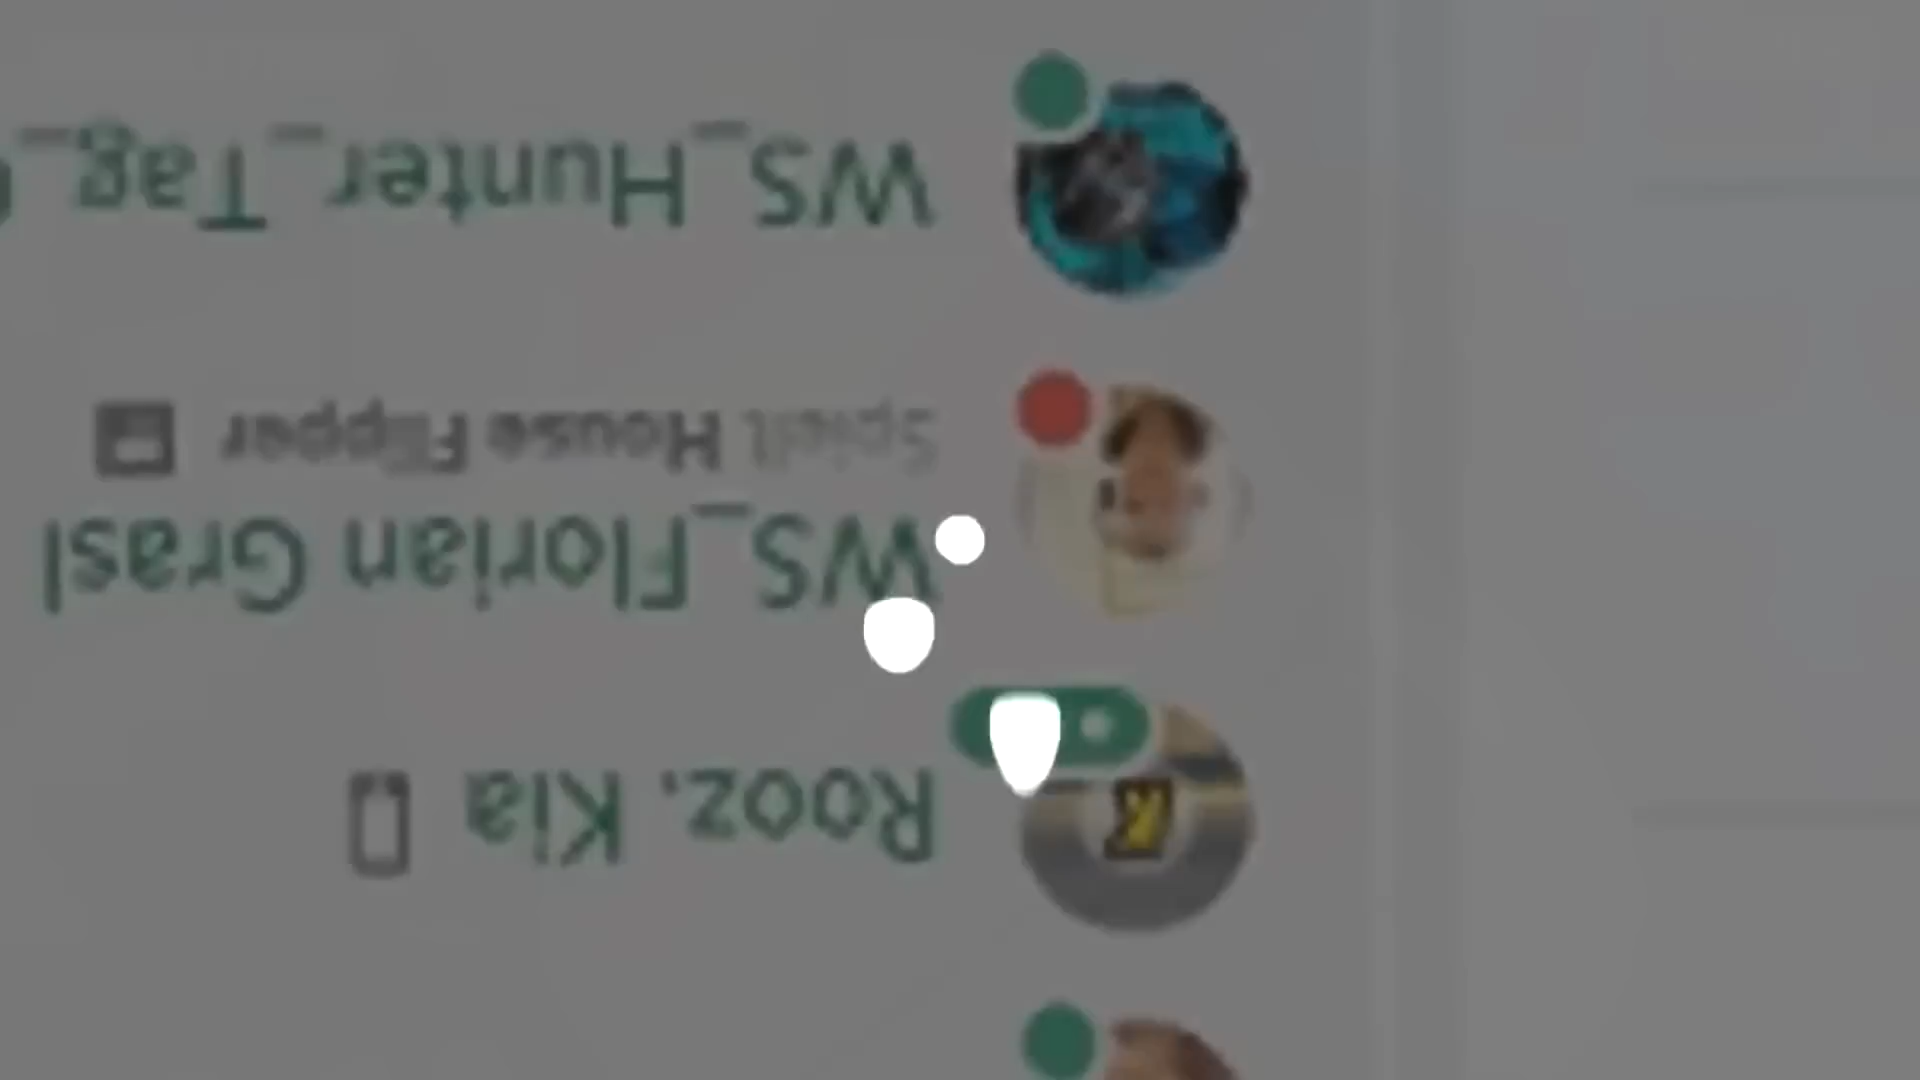 Rooz. Kia
WS_Florian Grasl
Spielt House Flipper
WS_Hunter_Tag_